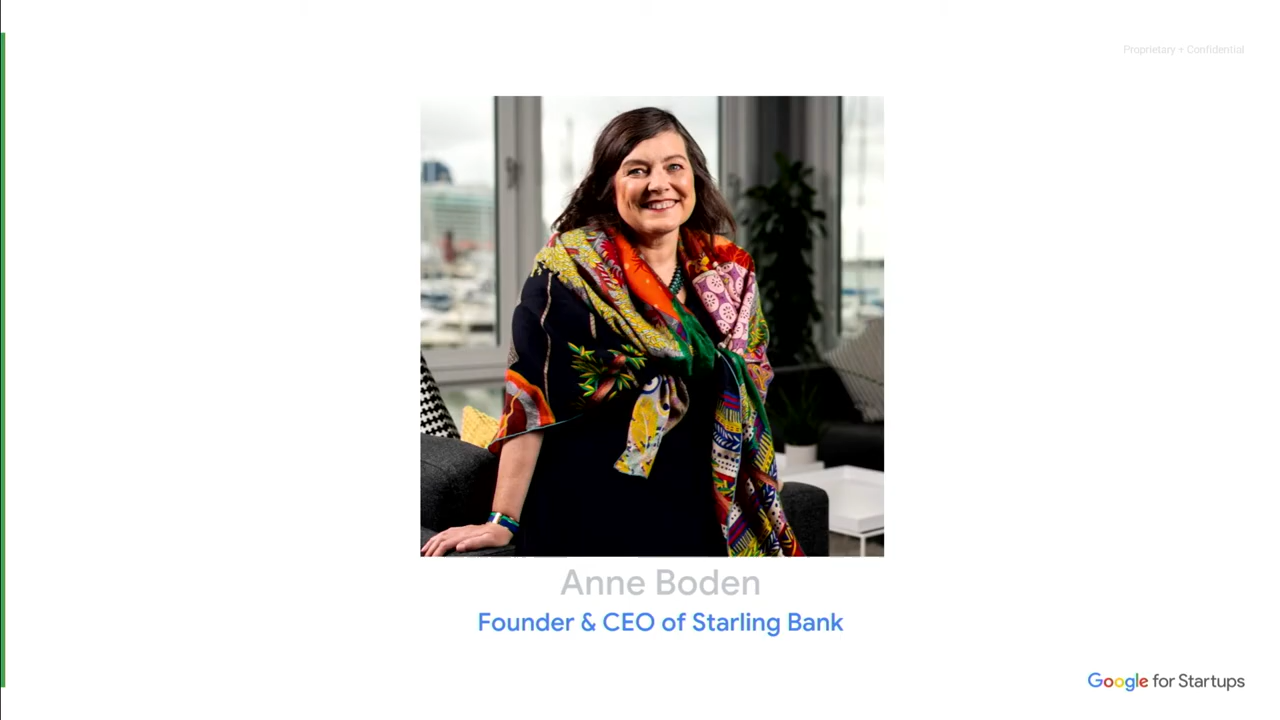 Proprietary + Confidential
Anne Boden
Founder & CEO of Starling Bank
Google for Startups